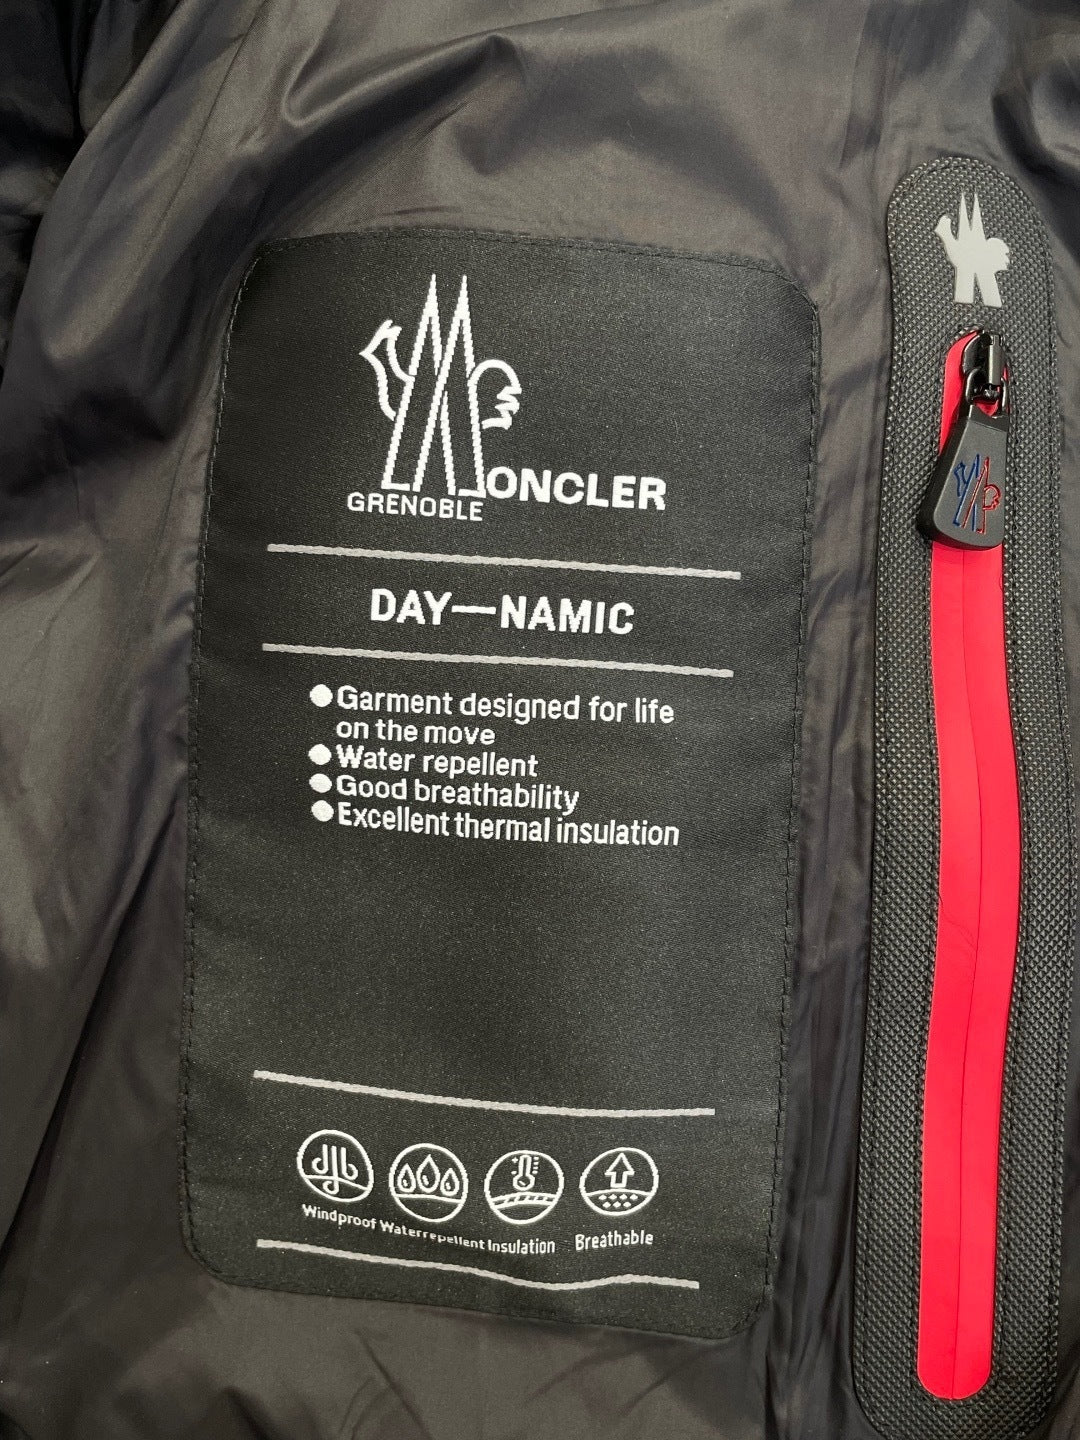 MONCLER
GRENOBLE
DAY—NAMIC
●Garment designed for life
on the move
●Water repellent
●Good breathability
●Excellent thermal insulation
Windproof Waterrepellent Insulation Breathable